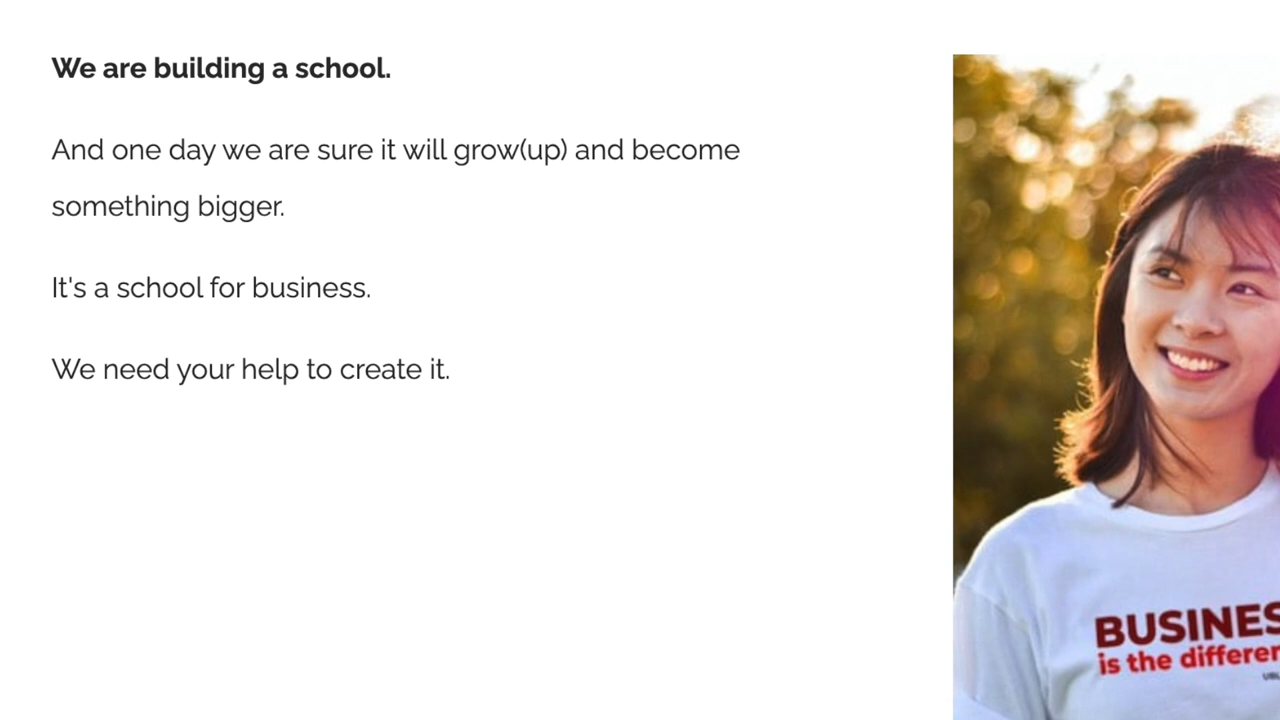 We are building a school.
And one day we are sure it will grow(up) and become
something bigger.
It's a school for business.
We need your help to create it.
BUSINES
is the differen